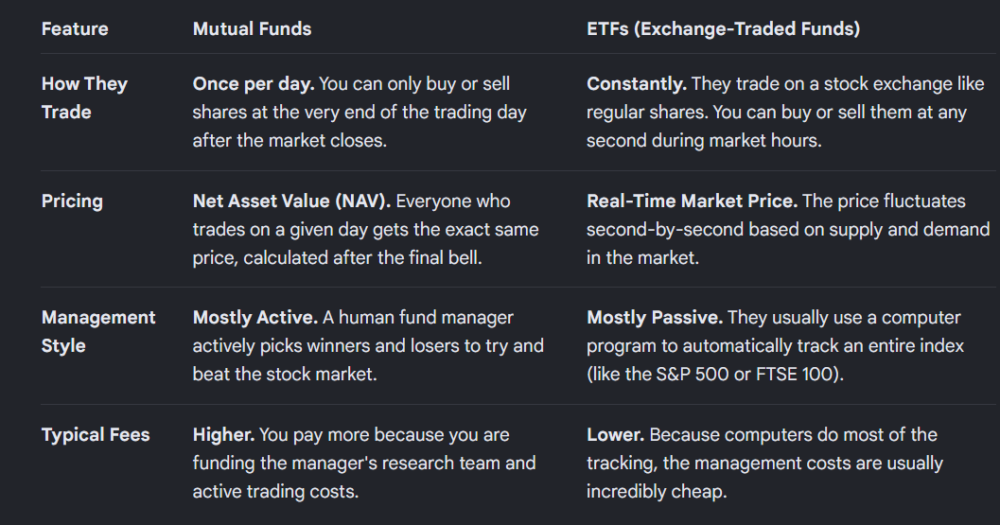 Feature
Mutual Funds
ETFs (Exchange-Traded Funds)
How They
Trade
Once per day. You can only buy or sell
shares at the very end of the trading day
after the market closes.
Constantly. They trade on a stock exchange like
regular shares. You can buy or sell them at any
second during market hours.
Pricing
Net Asset Value (NAV). Everyone who
trades on a given day gets the exact same
price, calculated after the final bell.
Real-Time Market Price. The price fluctuates
second-by-second based on supply and demand
in the market.
Management
Style
Mostly Active. A human fund manager
actively picks winners and losers to try and
beat the stock market.
Mostly Passive. They usually use a computer
program to automatically track an entire index
(like the S&P 500 or FTSE 100).
Typical Fees
Higher. You pay more because you are
funding the manager's research team and
active trading costs.
Lower. Because computers do most of the
tracking, the management costs are usually
incredibly cheap.